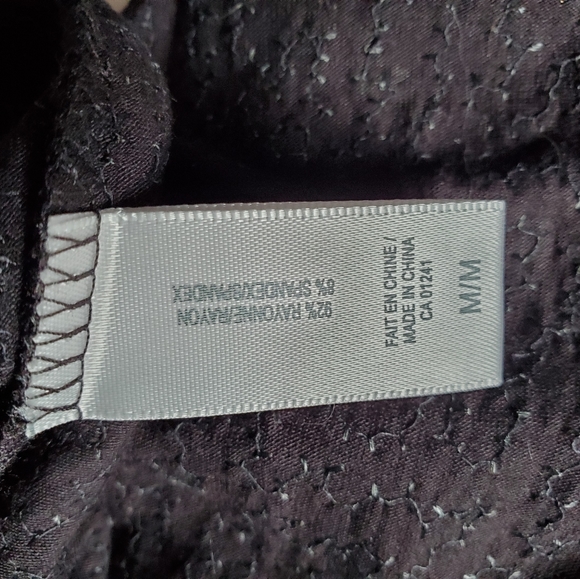 92% RAYONNE/RAYON
8% SPANDEX/SPANDEX
FAIT EN CHINE/
MADE IN CHINA
CA 01241
M/M